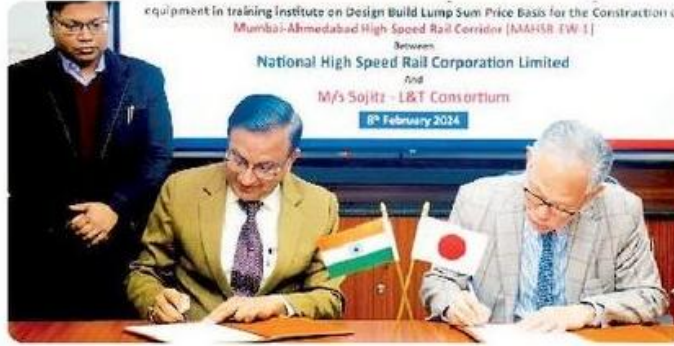 equipment in training institute on Design Build Lump Sum Price Basis for the Construction
Mumbai-Ahmedabad High Speed Rail Corridor [MAHSR-EW-1]
Between
National High Speed Rail Corporation Limited
And
M/s Sojitz - L&T Consortium
8th February 2024